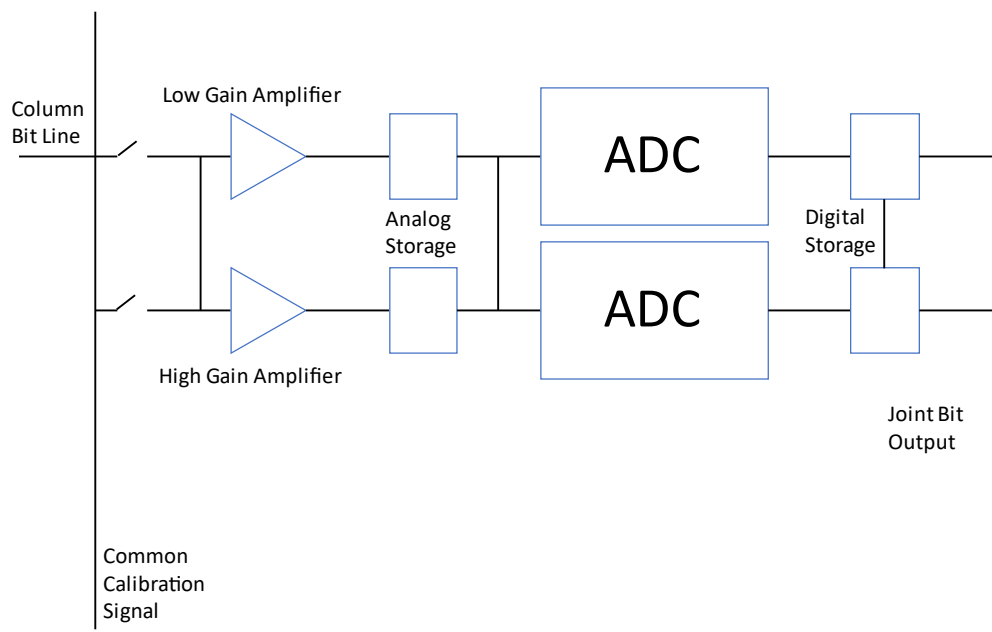 Low Gain Amplifier
Column
Bit Line
ADC
Analog
Storage
Digital
Storage
ADC
High Gain Amplifier
Joint Bit
Output
Common
Calibration
Signal